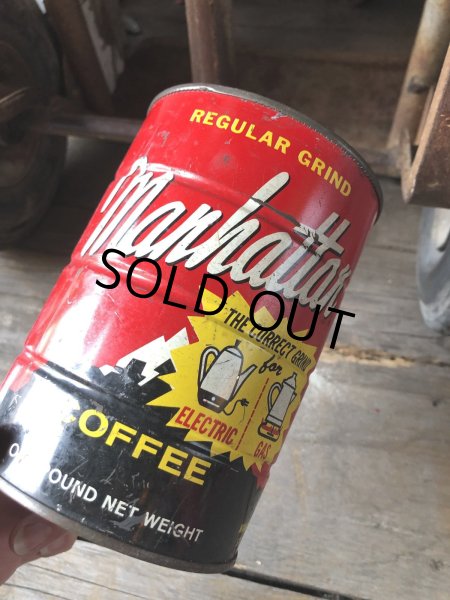 REGULAR GRIND
Manhattan
SOLD OUT
THE CORRECT GRIND
for
ELECTRIC
GAS
COFFEE
POUND NET WEIGHT